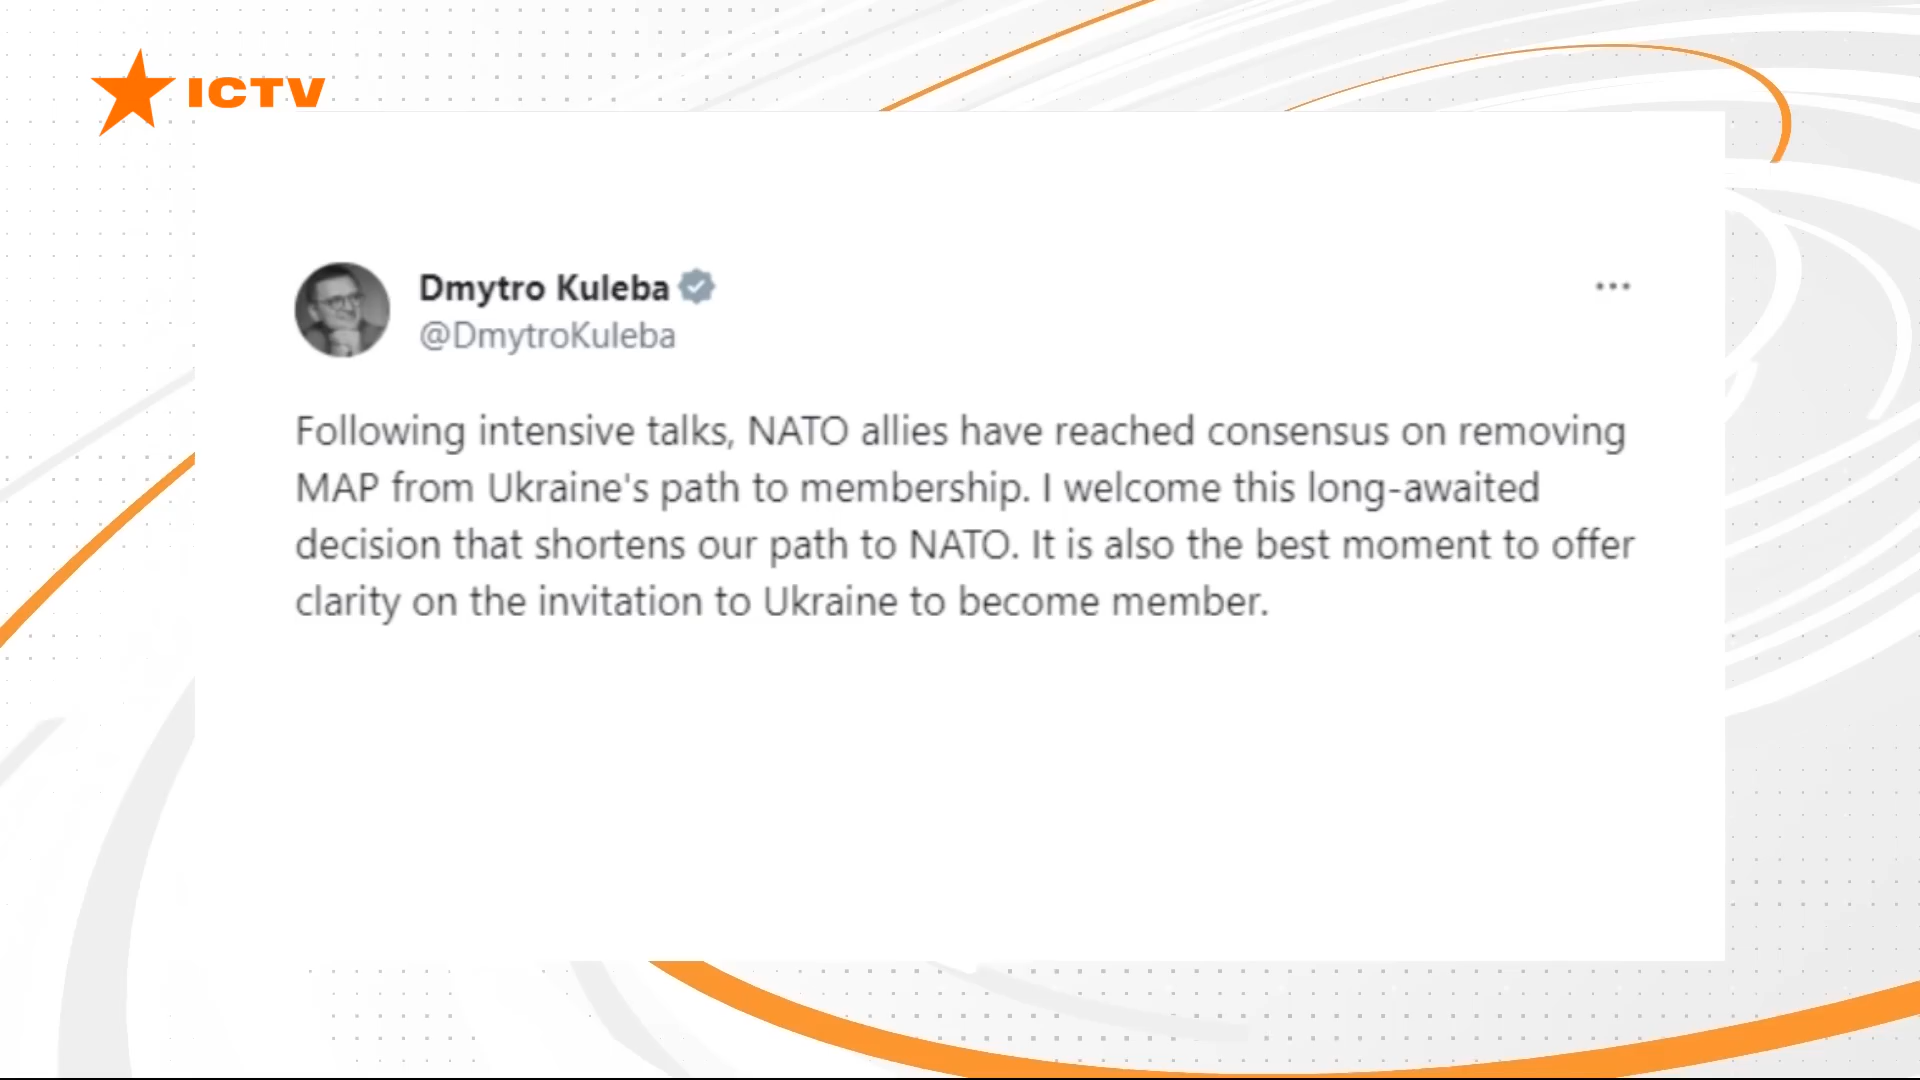 ICTV
Dmytro Kuleba
@DmytroKuleba
Following intensive talks, NATO allies have reached consensus on removing
MAP from Ukraine's path to membership. I welcome this long-awaited
decision that shortens our path to NATO. It is also the best moment to offer
clarity on the invitation to Ukraine to become member.